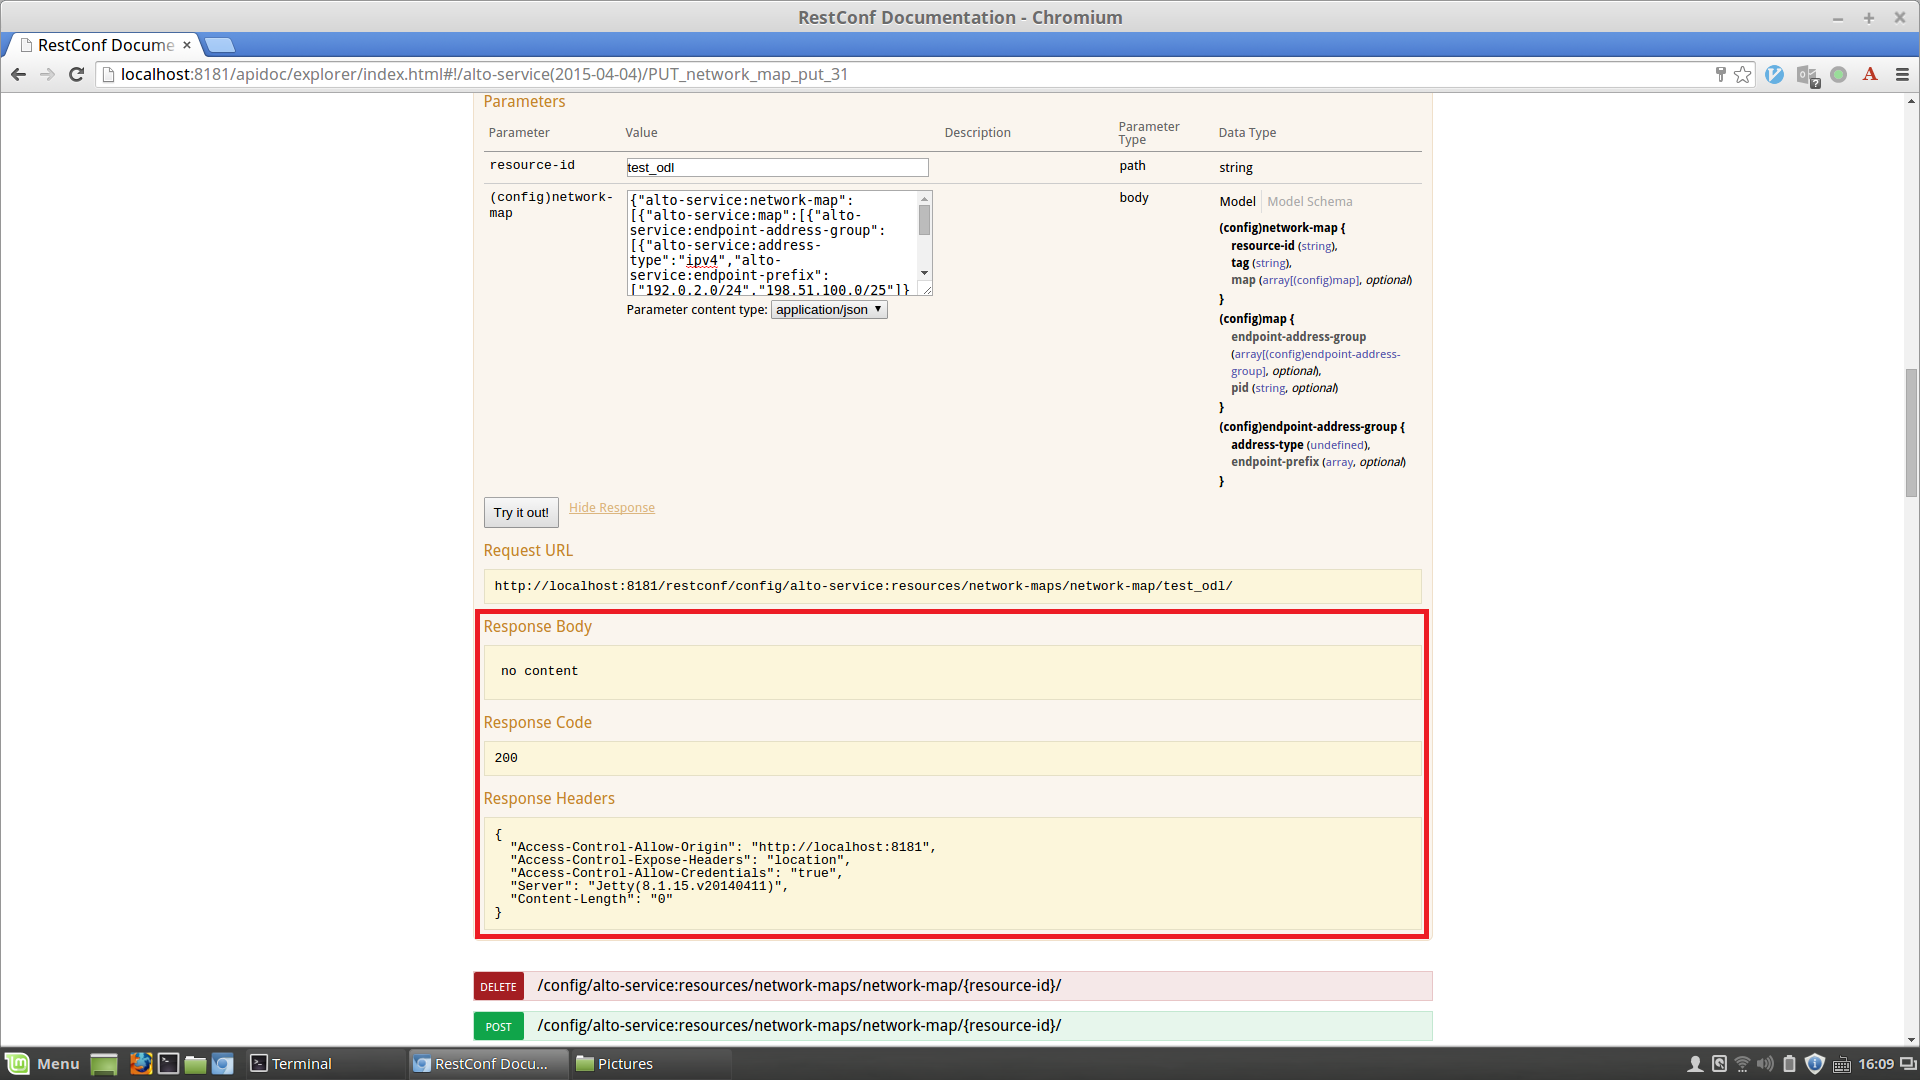 RestConf Documentation - Chromium
RestConf Docume
localhost:8181/apidoc/explorer/index.html#!/alto-service(2015-04-04)/PUT_network_map_put_31
Parameters
Parameter Value Description Parameter Type Data Type
resource-id test_odl path string
(config)network-map
{"alto-service:network-map":
[{"alto-service:map":[{"alto-
service:endpoint-address-group":
[{"alto-service:address-
type":"ipv4","alto-
service:endpoint-prefix":
["192.0.2.0/24","198.51.100.0/25"]}
Parameter content type: application/json
body
Model Model Schema
(config)network-map {
resource-id (string),
tag (string),
map (array[(config)map], optional)
}
(config)map {
endpoint-address-group
(array[(config)endpoint-address-
group], optional),
pid (string, optional)
}
(config)endpoint-address-group {
address-type (undefined),
endpoint-prefix (array, optional)
}
Try it out! Hide Response
Request URL
http://localhost:8181/restconf/config/alto-service:resources/network-maps/network-map/test_odl/
Response Body
no content
Response Code
200
Response Headers
{
"Access-Control-Allow-Origin": "http://localhost:8181",
"Access-Control-Expose-Headers": "location",
"Access-Control-Allow-Credentials": "true",
"Server": "Jetty(8.1.15.v20140411)",
"Content-Length": "0"
}
DELETE /config/alto-service:resources/network-maps/network-map/{resource-id}/
POST /config/alto-service:resources/network-maps/network-map/{resource-id}/
Menu Terminal RestConf Docu... Pictures 16:09